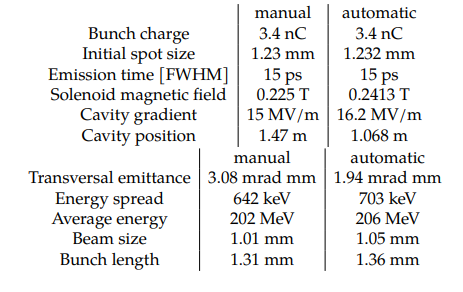 manual automatic
Bunch charge 3.4 nC 3.4 nC
Initial spot size 1.23 mm 1.232 mm
Emission time [FWHM] 15 ps 15 ps
Solenoid magnetic field 0.225 T 0.2413 T
Cavity gradient 15 MV/m 16.2 MV/m
Cavity position 1.47 m 1.068 m
manual automatic
Transversal emittance 3.08 mrad mm 1.94 mrad mm
Energy spread 642 keV 703 keV
Average energy 202 MeV 206 MeV
Beam size 1.01 mm 1.05 mm
Bunch length 1.31 mm 1.36 mm